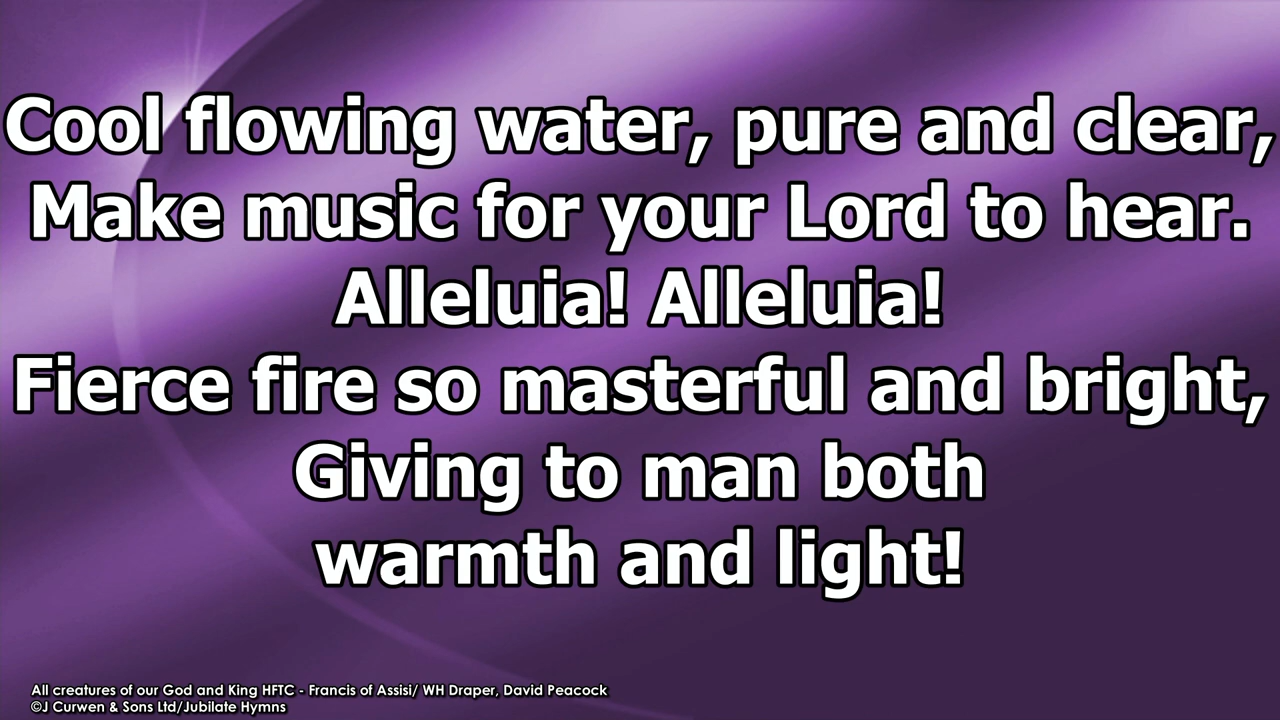 Cool flowing water, pure and clear,
Make music for your Lord to hear.
Alleluia! Alleluia!
Fierce fire so masterful and bright,
Giving to man both
warmth and light!
All creatures of our God and King HFTC - Francis of Assisi/ WH Draper, David Peacock
©J Curwen & Sons Ltd/Jubilate Hymns